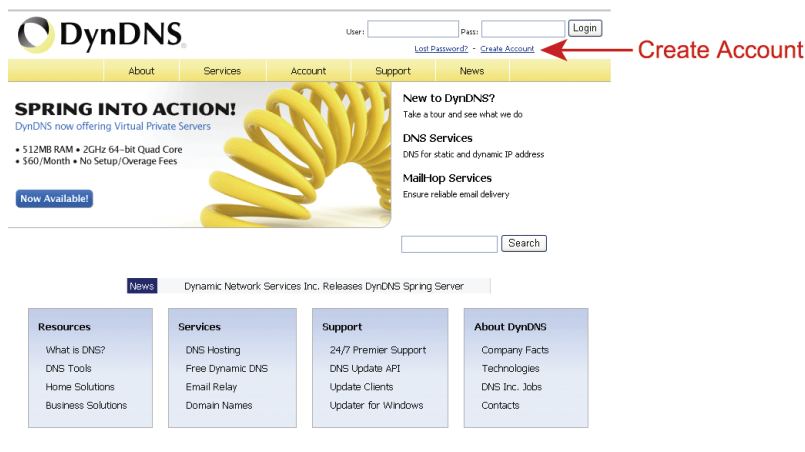 DynDNS
User: Pass: Login
Lost Password? - Create Account
Create Account
About Services Account Support News
SPRING INTO ACTION!
DynDNS now offering Virtual Private Servers
• 512MB RAM • 2GHz 64-bit Quad Core
• $60/Month • No Setup/Overage Fees
Now Available!
New to DynDNS?
Take a tour and see what we do
DNS Services
DNS for static and dynamic IP address
MailHop Services
Ensure reliable email delivery
Search
News Dynamic Network Services Inc. Releases DynDNS Spring Server
Resources
What is DNS?
DNS Tools
Home Solutions
Business Solutions
Services
DNS Hosting
Free Dynamic DNS
Email Relay
Domain Names
Support
24/7 Premier Support
DNS Update API
Update Clients
Updater for Windows
About DynDNS
Company Facts
Technologies
DNS Inc. Jobs
Contacts